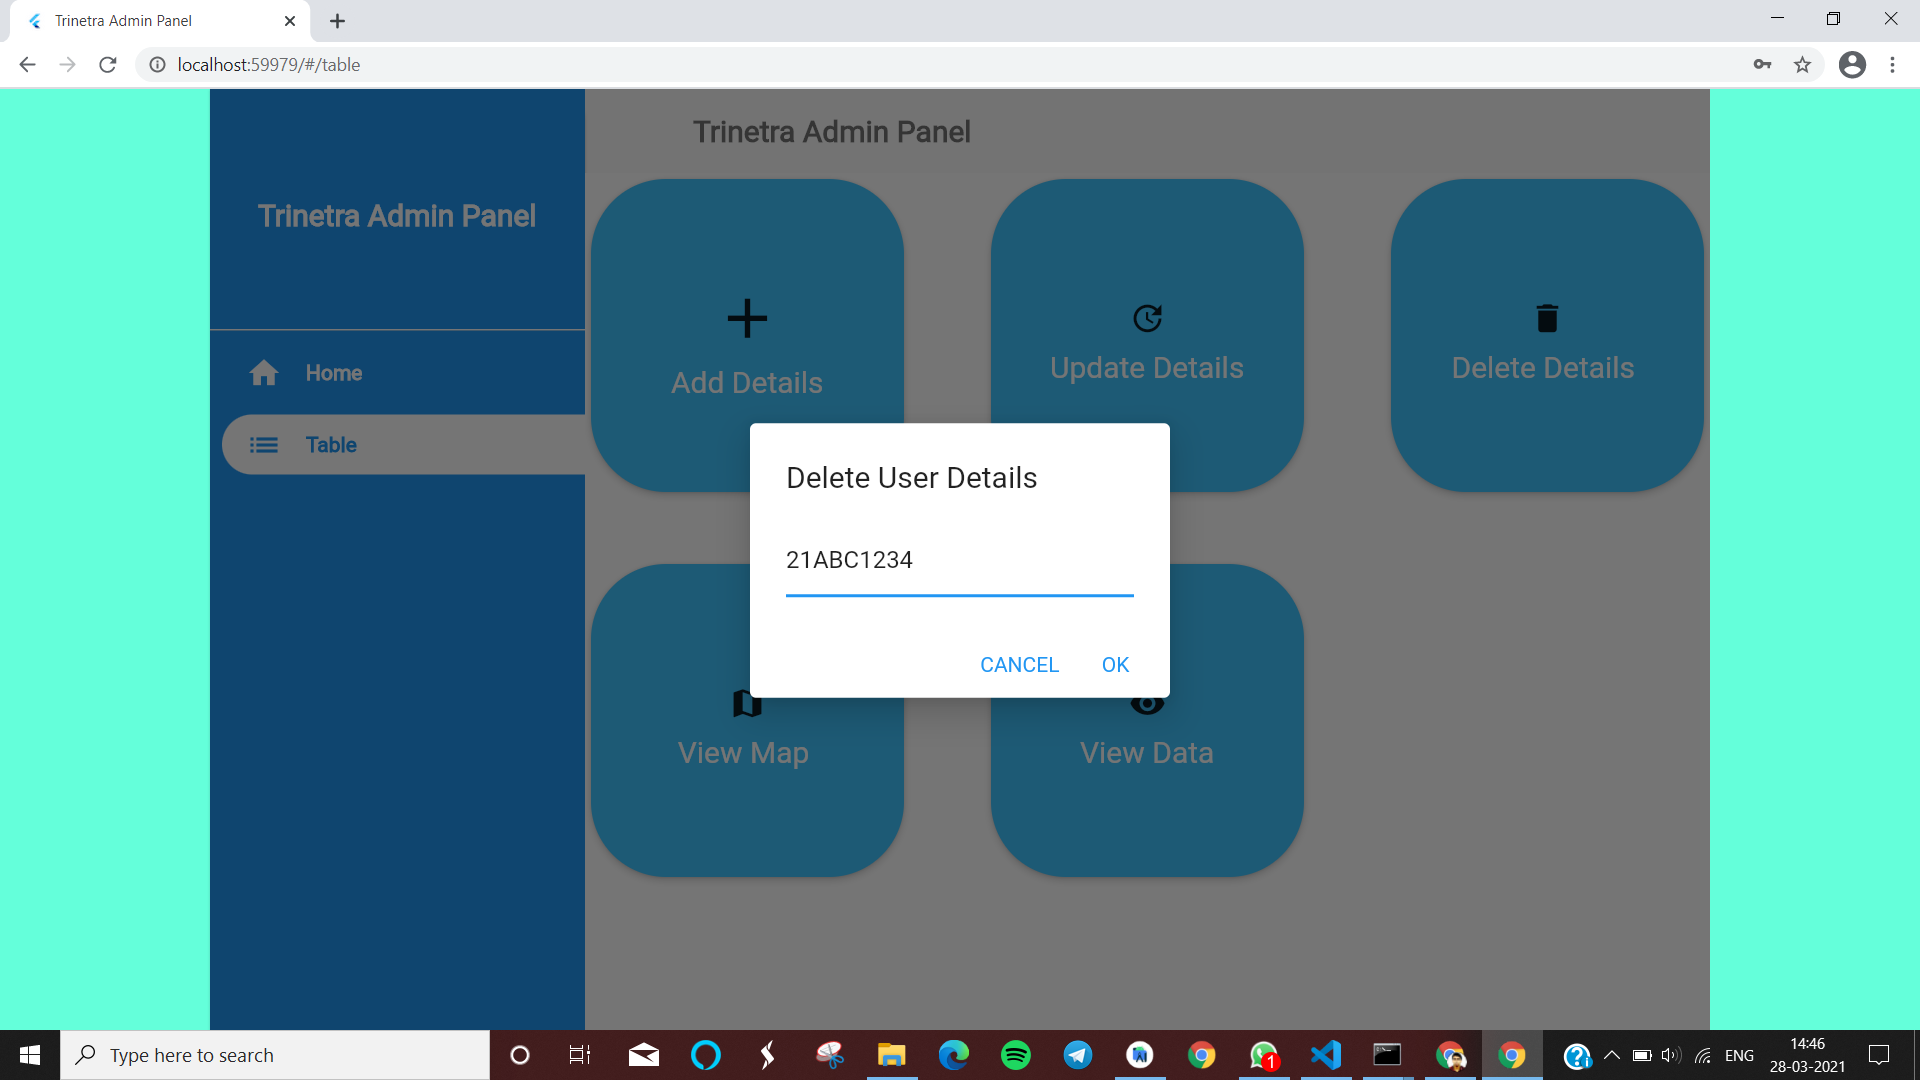 Trinetra Admin Panel
localhost:59979/#/table
Trinetra Admin Panel
Home
Table
Trinetra Admin Panel
Add Details
Update Details
Delete Details
Delete User Details
21ABC1234
CANCEL
OK
View Map
View Data
Type here to search
1
ENG
14:46
28-03-2021